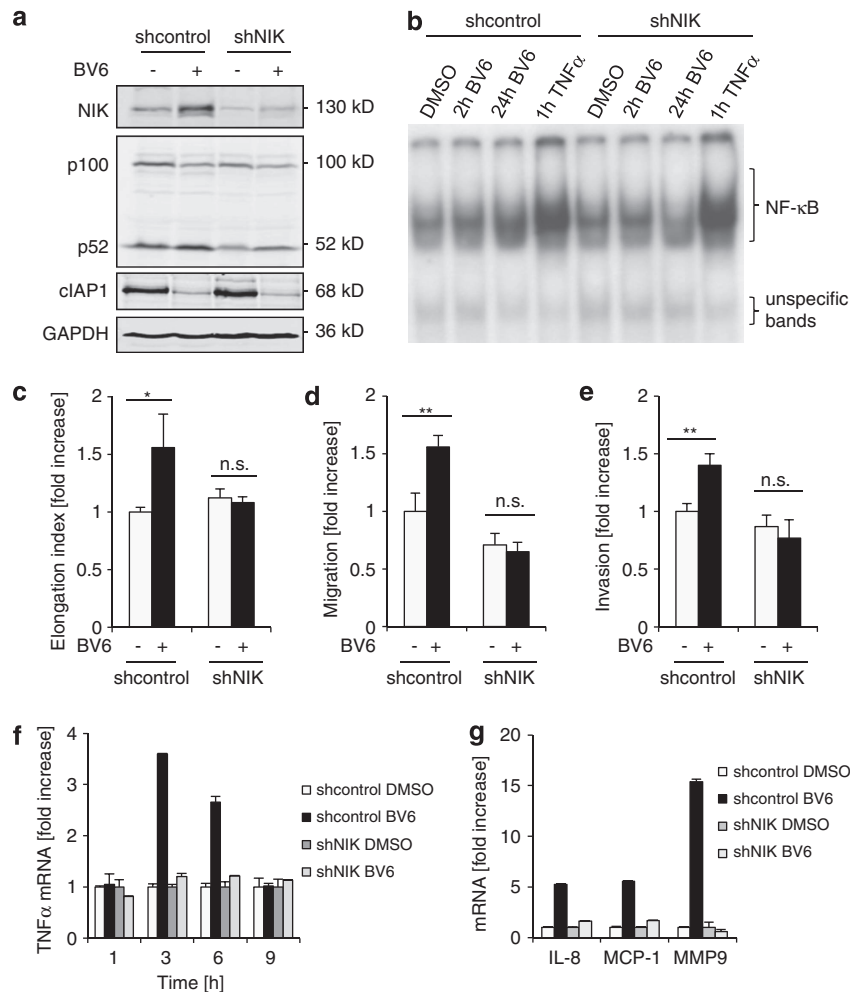 a
shcontrol shNIK
BV6 - + - +
NIK 130 kD
p100 100 kD
p52 52 kD
cIAP1 68 kD
GAPDH 36 kD
b
shcontrol shNIK
DMSO 2h BV6 24h BV6 1h TNFα DMSO 2h BV6 24h BV6 1h TNFα
NF-κB
unspecific
bands
c
Elongation index [fold increase]
2
1.5
1
0.5
0
*
n.s.
BV6 - + - +
shcontrol shNIK
d
Migration [fold increase]
2
1.5
1
0.5
0
**
n.s.
BV6 - + - +
shcontrol shNIK
e
Invasion [fold increase]
2
1.5
1
0.5
0
**
n.s.
BV6 - + - +
shcontrol shNIK
f
TNFα mRNA [fold increase]
4
3
2
1
0
1 3 6 9
Time [h]
shcontrol DMSO
shcontrol BV6
shNIK DMSO
shNIK BV6
g
mRNA [fold increase]
20
15
10
5
0
IL-8 MCP-1 MMP9
shcontrol DMSO
shcontrol BV6
shNIK DMSO
shNIK BV6